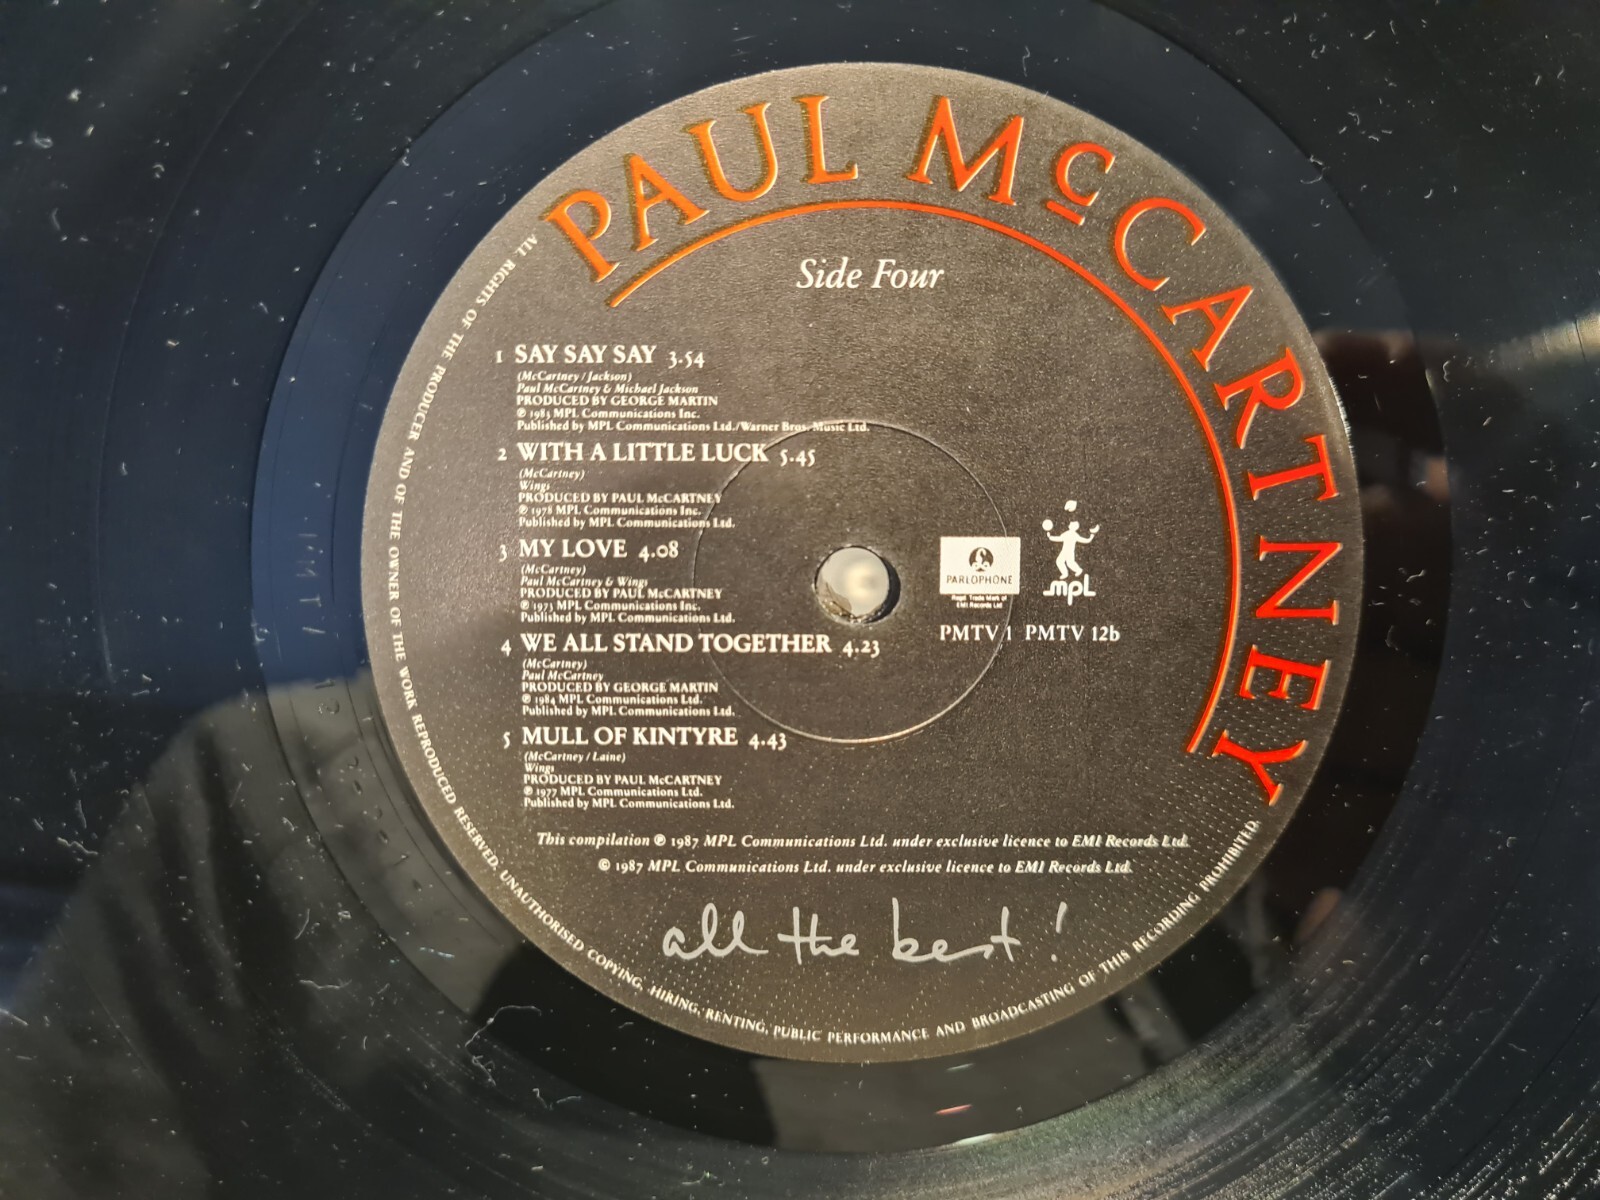 PAUL McCARTNEY
Side Four
1 SAY SAY SAY 3.54
(McCartney / Jackson)
Paul McCartney & Michael Jackson
PRODUCED BY GEORGE MARTIN
℗ 1983 MPL Communications Inc.
Published by MPL Communications Ltd./Warner Bros. Music Ltd.
2 WITH A LITTLE LUCK 5.45
(McCartney)
Wings
PRODUCED BY PAUL McCARTNEY
℗ 1978 MPL Communications Inc.
Published by MPL Communications Ltd.
3 MY LOVE 4.08
(McCartney)
Paul McCartney & Wings
PRODUCED BY PAUL McCARTNEY
℗ 1973 MPL Communications Inc.
Published by MPL Communications Ltd.
4 WE ALL STAND TOGETHER 4.23
(McCartney)
Paul McCartney
PRODUCED BY GEORGE MARTIN
℗ 1984 MPL Communications Ltd.
Published by MPL Communications Ltd.
5 MULL OF KINTYRE 4.43
(McCartney / Laine)
Wings
PRODUCED BY PAUL McCARTNEY
℗ 1977 MPL Communications Ltd.
Published by MPL Communications Ltd.
PARLOPHONE
Regd. Trade Mark of
EMI Records Ltd
mpl
PMTV 1 PMTV 12b
This compilation ℗ 1987 MPL Communications Ltd. under exclusive licence to EMI Records Ltd.
© 1987 MPL Communications Ltd. under exclusive licence to EMI Records Ltd.
all the best!
ALL RIGHTS OF THE PRODUCER AND OF THE OWNER OF THE WORK REPRODUCED RESERVED. UNAUTHORISED COPYING, HIRING, RENTING, PUBLIC PERFORMANCE AND BROADCASTING OF THIS RECORDING PROHIBITED.